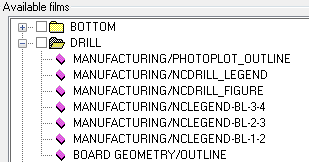 Available films
BOTTOM
DRILL
MANUFACTURING/PHOTOPLOT_OUTLINE
MANUFACTURING/NCDRILL_LEGEND
MANUFACTURING/NCDRILL_FIGURE
MANUFACTURING/NCLEGEND-BL-3-4
MANUFACTURING/NCLEGEND-BL-2-3
MANUFACTURING/NCLEGEND-BL-1-2
BOARD GEOMETRY/OUTLINE